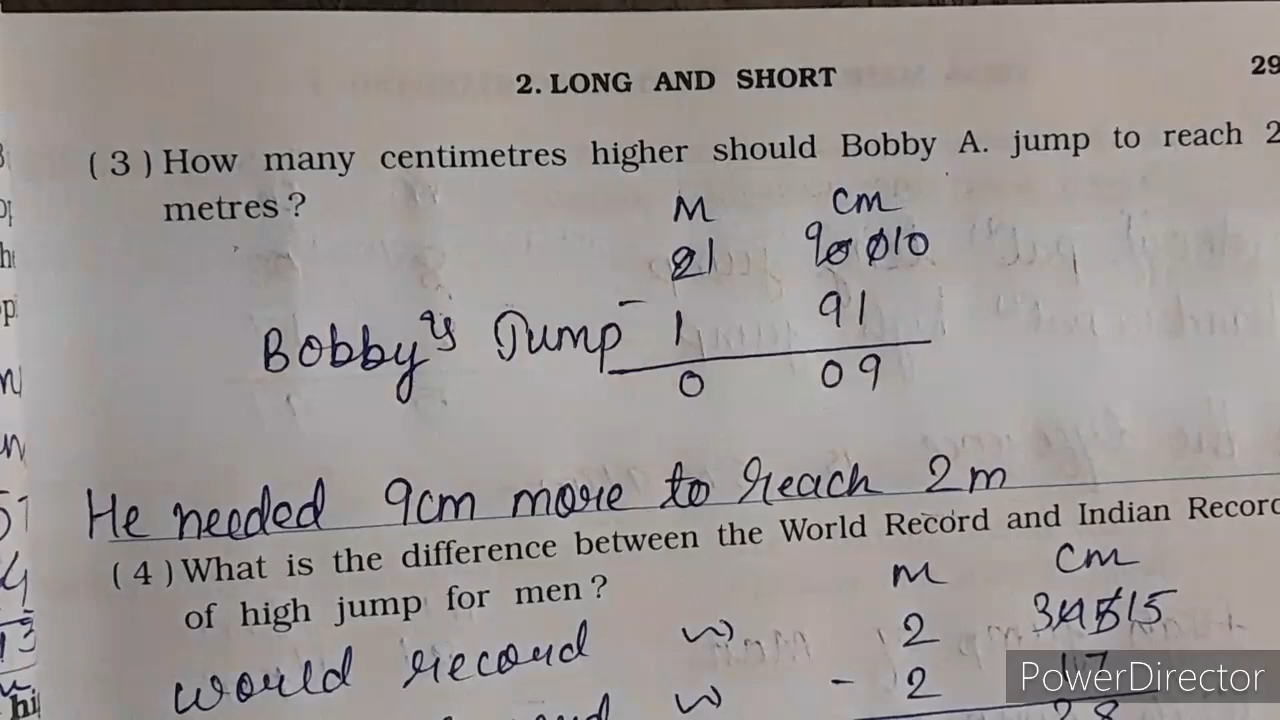 2. LONG AND SHORT 29
( 3 ) How many centimetres higher should Bobby A. jump to reach 2
metres ?
M cm
Bobby's Jump - 1 91
0 09
He needed 9cm more to reach 2m
( 4 ) What is the difference between the World Record and Indian Record
of high jump for men ?
M cm
World record 2
- 2 17
PowerDirector